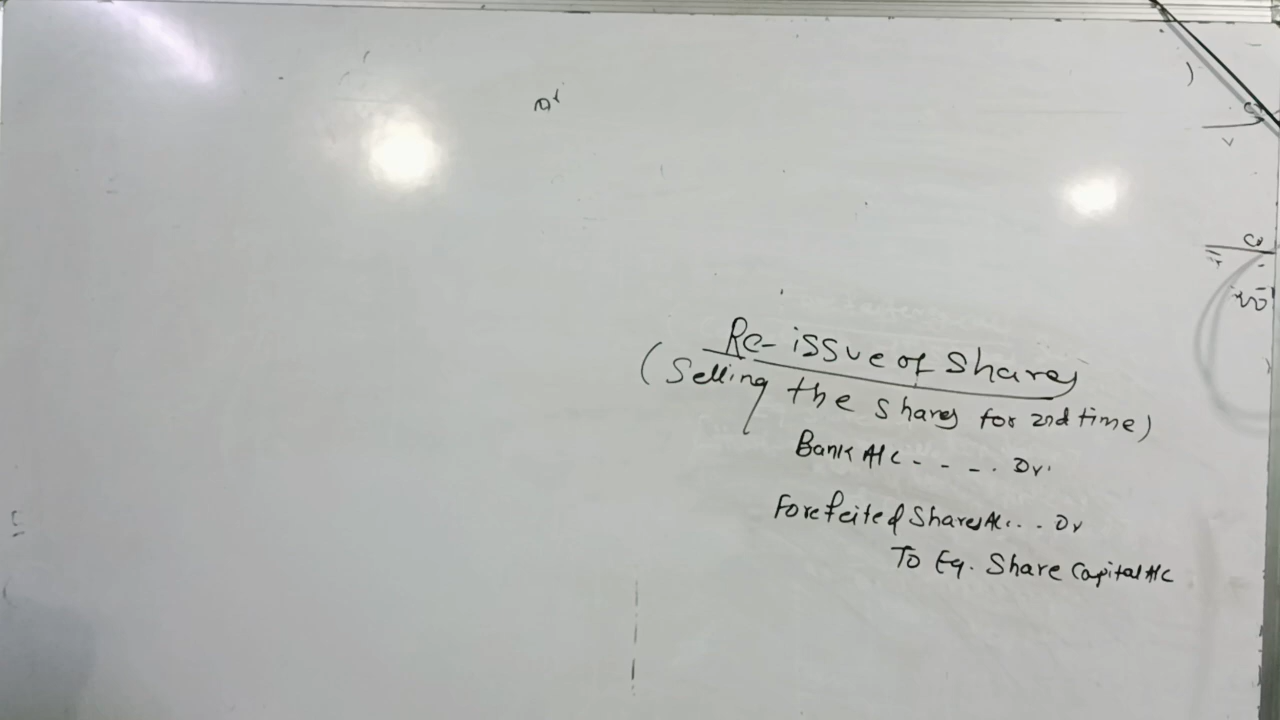 Re-issue of Shares
(Selling the Shares for 2nd time)
Bank A/c - - - . Dr.
Forefeited Shares A/c... Dr
To Eq. Share Capital A/c